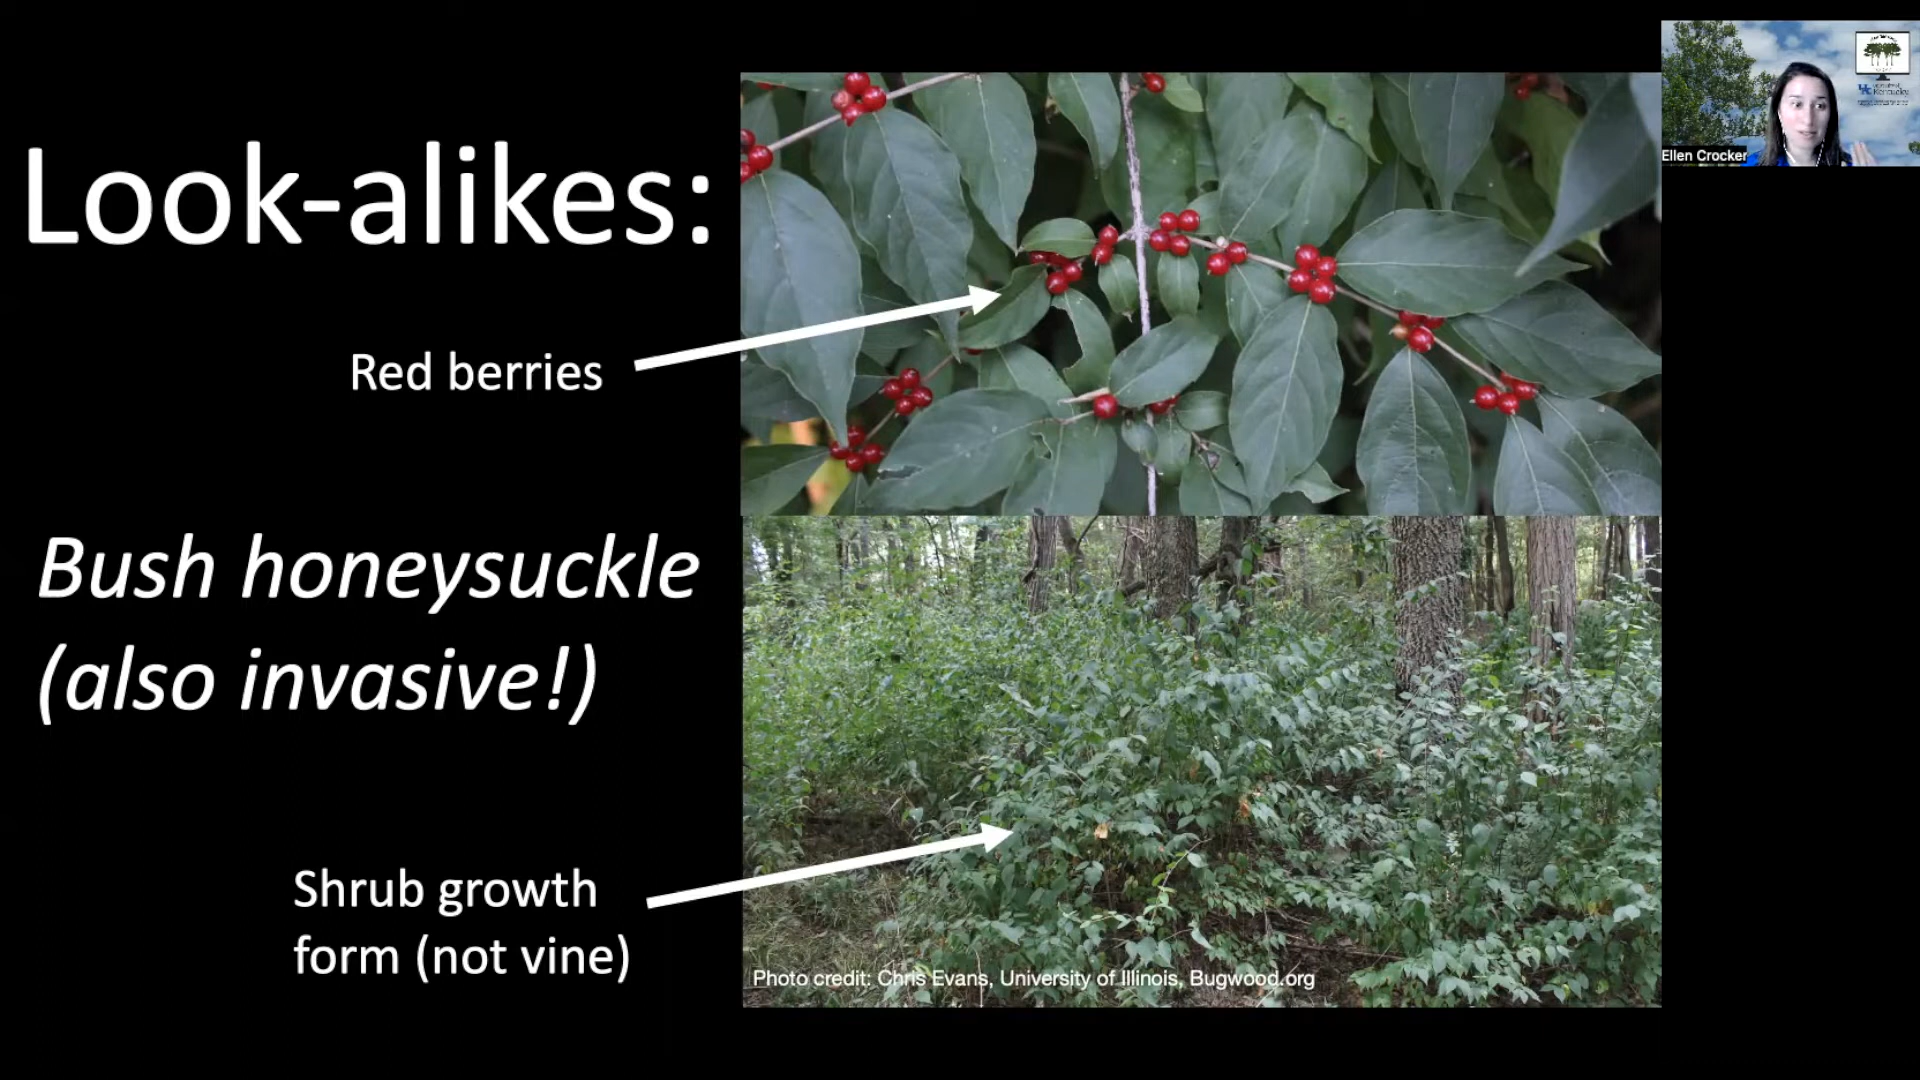 Look-alikes:
Red berries
Bush honeysuckle
(also invasive!)
Shrub growth
form (not vine)
Photo credit: Chris Evans, University of Illinois, Bugwood.org
Ellen Crocker
Kentucky